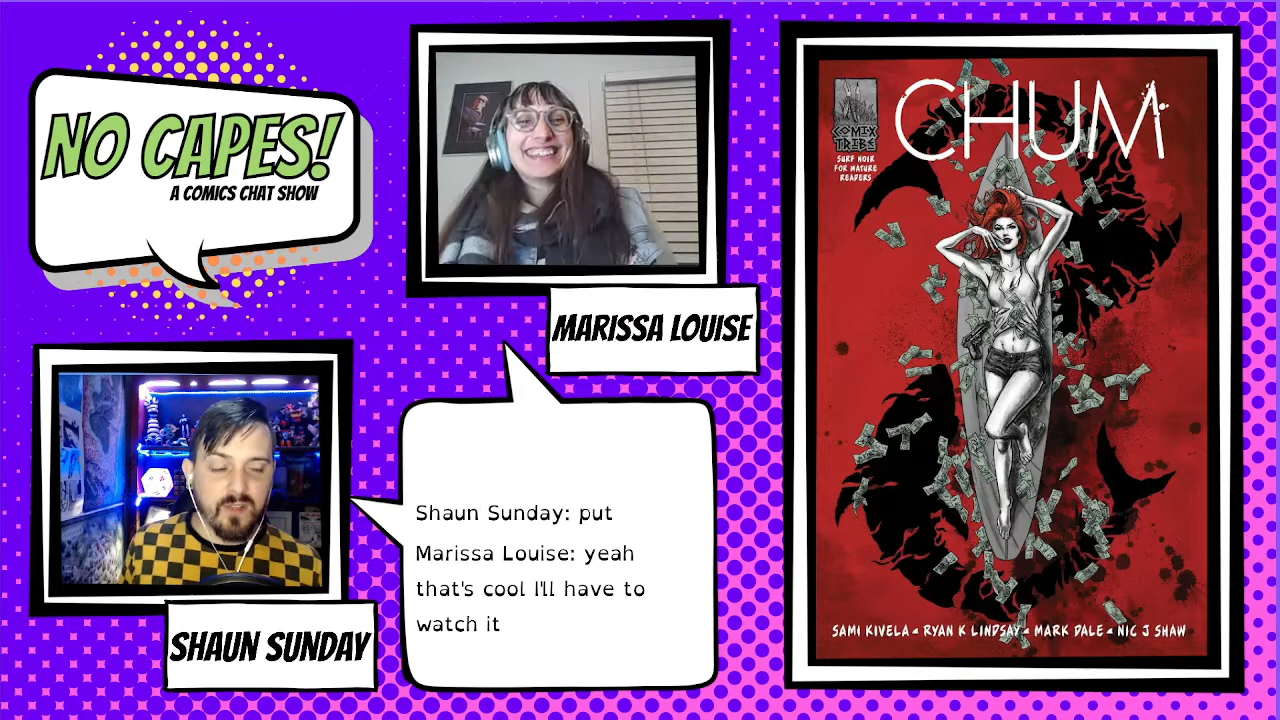 NO CAPES!
A COMICS CHAT SHOW
MARISSA LOUISE
SHAUN SUNDAY
Shaun Sunday: put
Marissa Louise: yeah
that's cool I'll have to
watch it
CHUM
COMIX
TRIBE
SURF NOIR
FOR MATURE
READERS
SAMI KIVELA • RYAN K LINDSAY • MARK DALE • NIC J SHAW